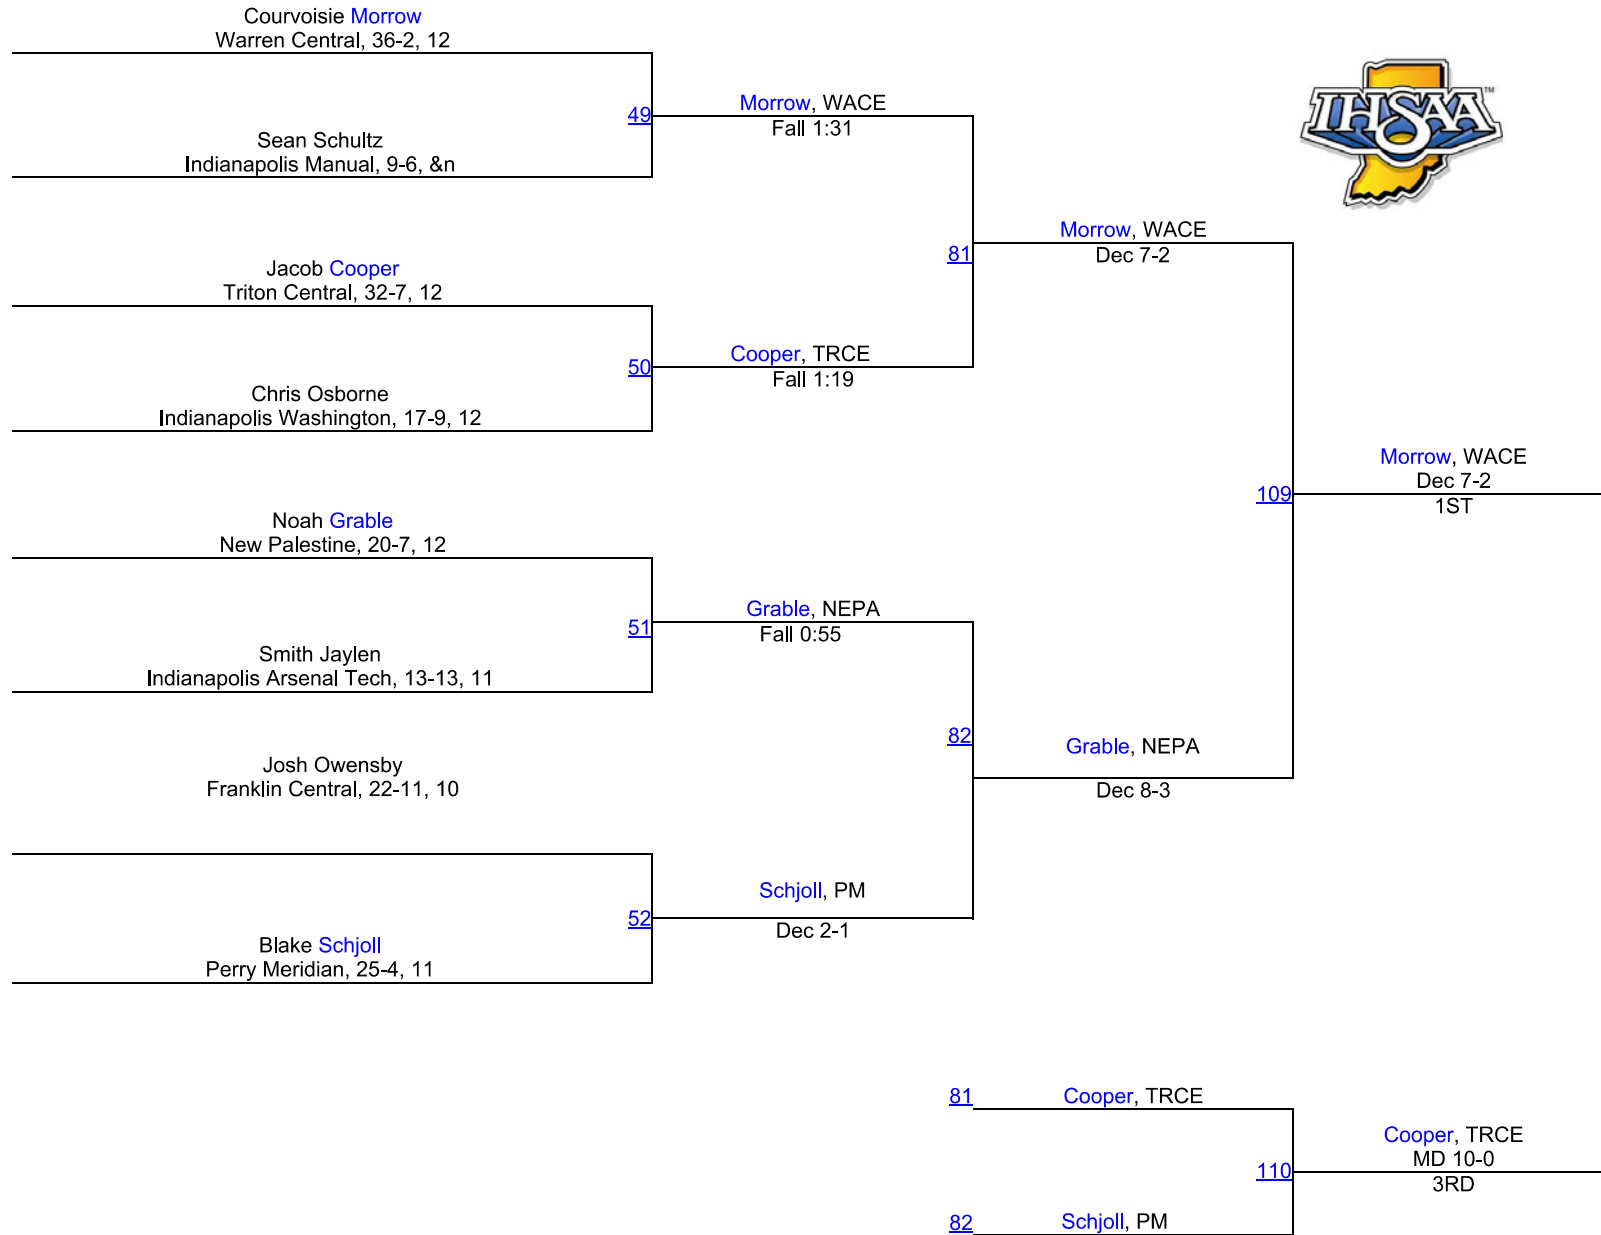 Courvoisie Morrow
Warren Central, 36-2, 12
49
Morrow, WACE
Fall 1:31
Sean Schultz
Indianapolis Manual, 9-6, &n
IHSAA
TM
81
Morrow, WACE
Dec 7-2
Jacob Cooper
Triton Central, 32-7, 12
50
Cooper, TRCE
Fall 1:19
Chris Osborne
Indianapolis Washington, 17-9, 12
109
Morrow, WACE
Dec 7-2
1ST
Noah Grable
New Palestine, 20-7, 12
51
Grable, NEPA
Fall 0:55
Smith Jaylen
Indianapolis Arsenal Tech, 13-13, 11
82
Grable, NEPA
Dec 8-3
Josh Owensby
Franklin Central, 22-11, 10
52
Schjoll, PM
Dec 2-1
Blake Schjoll
Perry Meridian, 25-4, 11
81
Cooper, TRCE
110
Cooper, TRCE
MD 10-0
3RD
82
Schjoll, PM